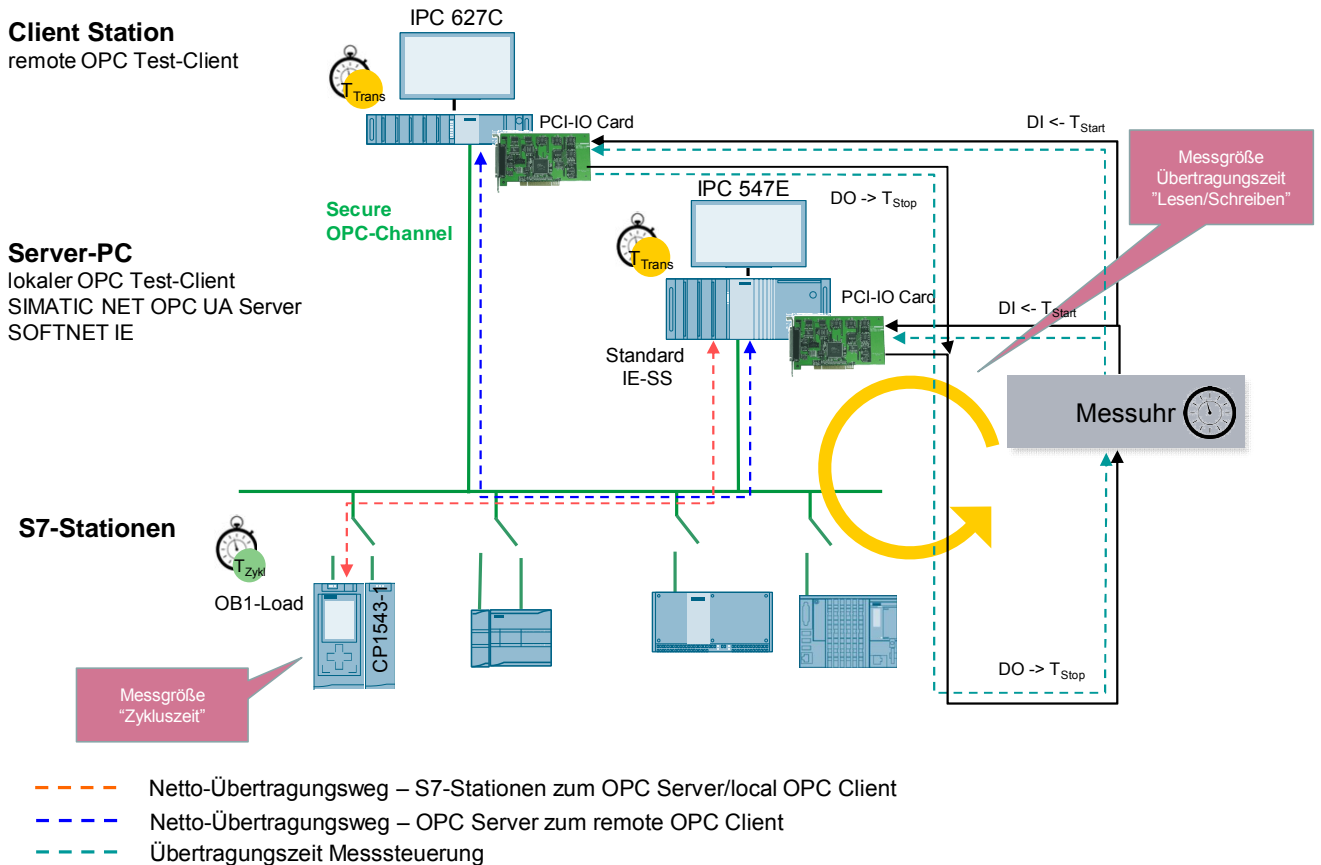 IPC 627C
Client Station
remote OPC Test-Client
TTrans
PCI-IO Card
DI <- TStart
Messgröße
Übertragungszeit
”Lesen/Schreiben”
IPC 547E
DO -> TStop
Secure
OPC-Channel
Server-PC
lokaler OPC Test-Client
SIMATIC NET OPC UA Server
SOFTNET IE
TTrans
PCI-IO Card
DI <- TStart
Standard
IE-SS
Messuhr
S7-Stationen
TZykl
OB1-Load
CP1543-1
Messgröße
“Zykluszeit”
DO -> TStop
Netto-Übertragungsweg – S7-Stationen zum OPC Server/local OPC Client
Netto-Übertragungsweg – OPC Server zum remote OPC Client
Übertragungszeit Messsteuerung